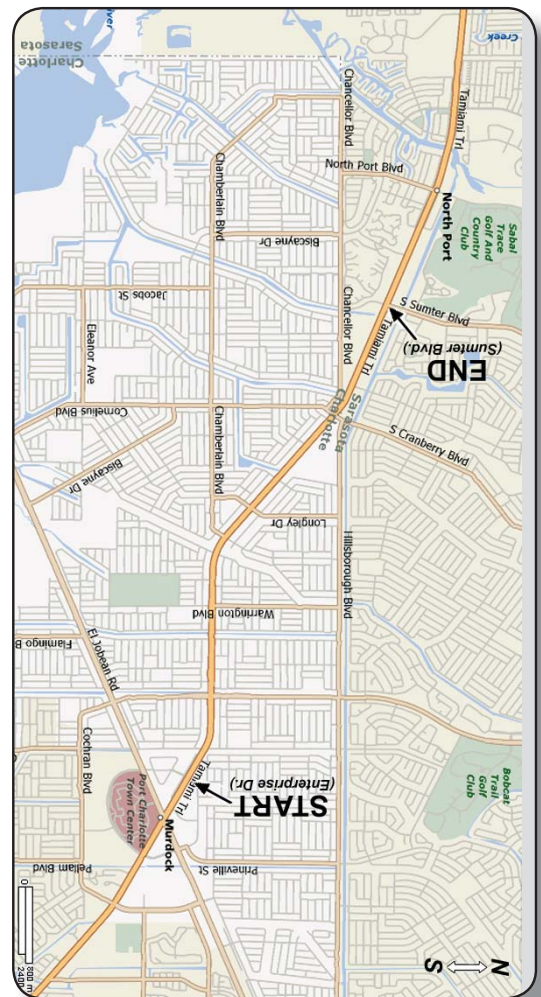 Creek
River
Sarasota
Charlotte
Tamiami Trl
Chancellor Blvd
North Port Blvd
North Port
Sabal
Trace
Golf And
Country
Club
Chamberlain Blvd
Biscayne Dr
Jacobs St
Chancellor Blvd
S Sumter Blvd
Tamiami Trl
END
(Sumter Blvd.)
Eleanor Ave
Cornelius Blvd
Sarasota
Charlotte
S Cranberry Blvd
Chamberlain Blvd
Biscayne Dr
Longley Dr
Hillsborough Blvd
Warrington Blvd
Flamingo B
El Jobean Rd
Cochran Blvd
Tamiami Trl
START
(Enterprise Dr.)
Bobcat
Trail
Golf
Club
Port Charlotte
Town Center
Murdock
Pellam Blvd
Prineville St
0
800 m
2400
N
S